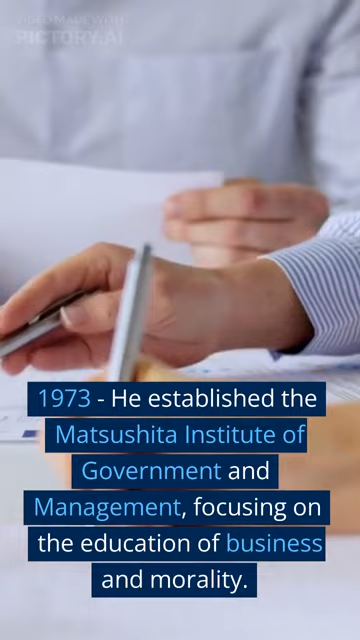 VIDEO MADE WITH
PICTORY.AI
1973 - He established the
Matsushita Institute of
Government and
Management, focusing on
the education of business
and morality.